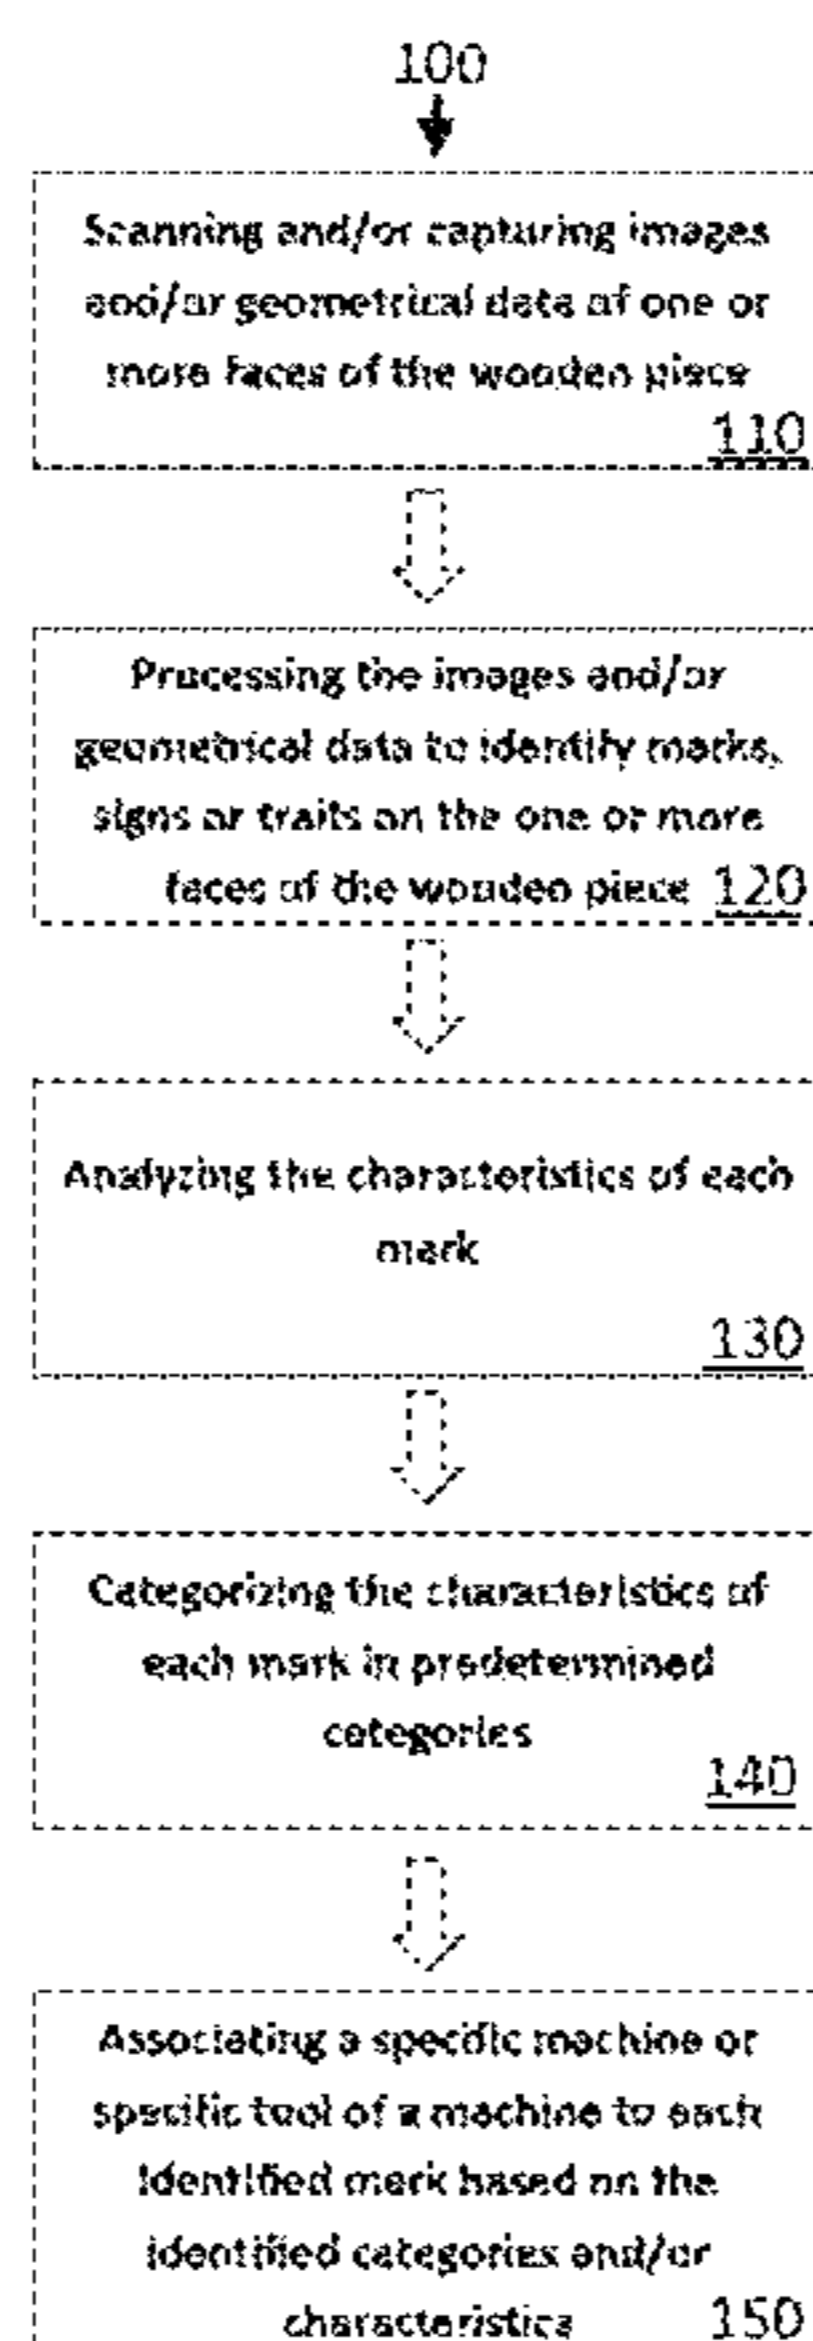 100
Scanning and/or capturing images
and/or geometrical data of one or
more faces of the wooden piece
110
Processing the images and/or
geometrical data to identify marks,
signs or traits on the one or more
faces of the wooden piece 120
Analyzing the characteristics of each
mark
130
Categorizing the characteristics of
each mark in predetermined
categories
140
Associating a specific machine or
specific tool of a machine to each
identified mark based on the
identified categories and/or
characteristics 150